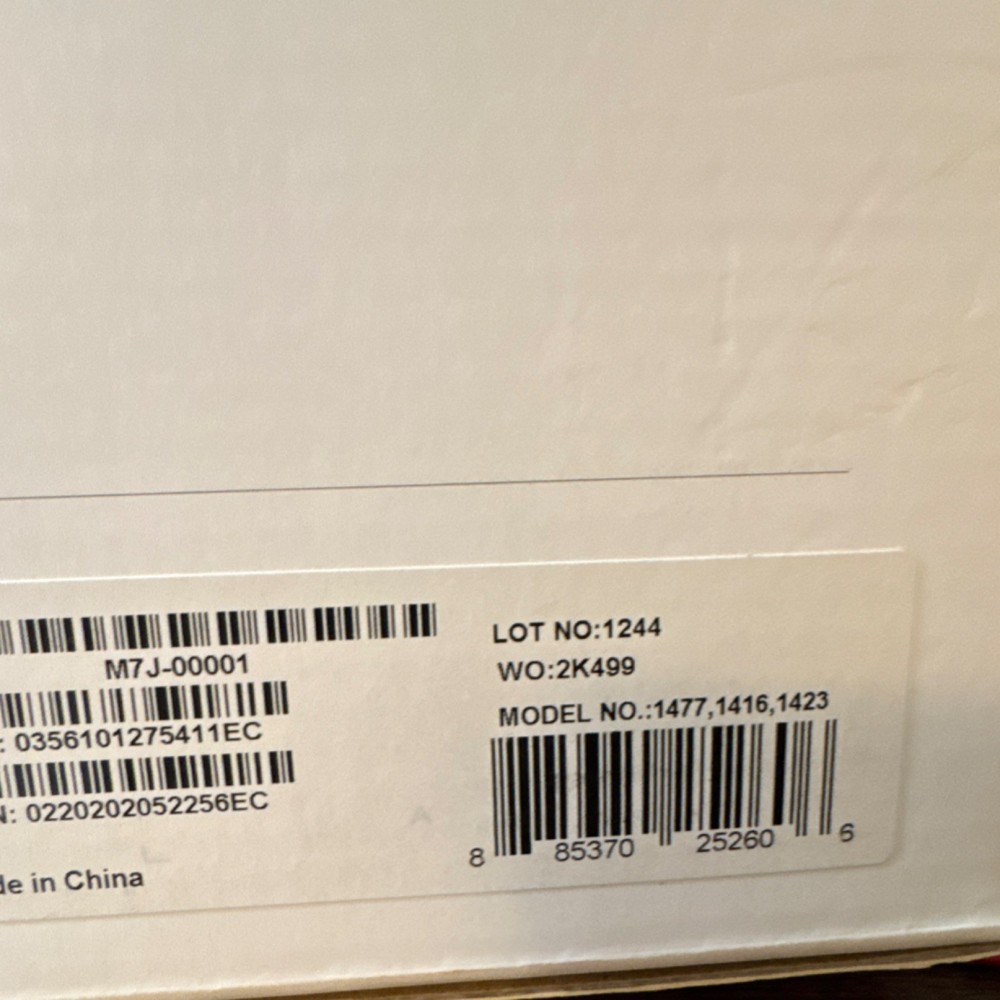 M7J-00001
: 0356101275411EC
N: 0220202052256EC
de in China
LOT NO:1244
WO:2K499
MODEL NO.:1477,1416,1423
8 85370 25260 6